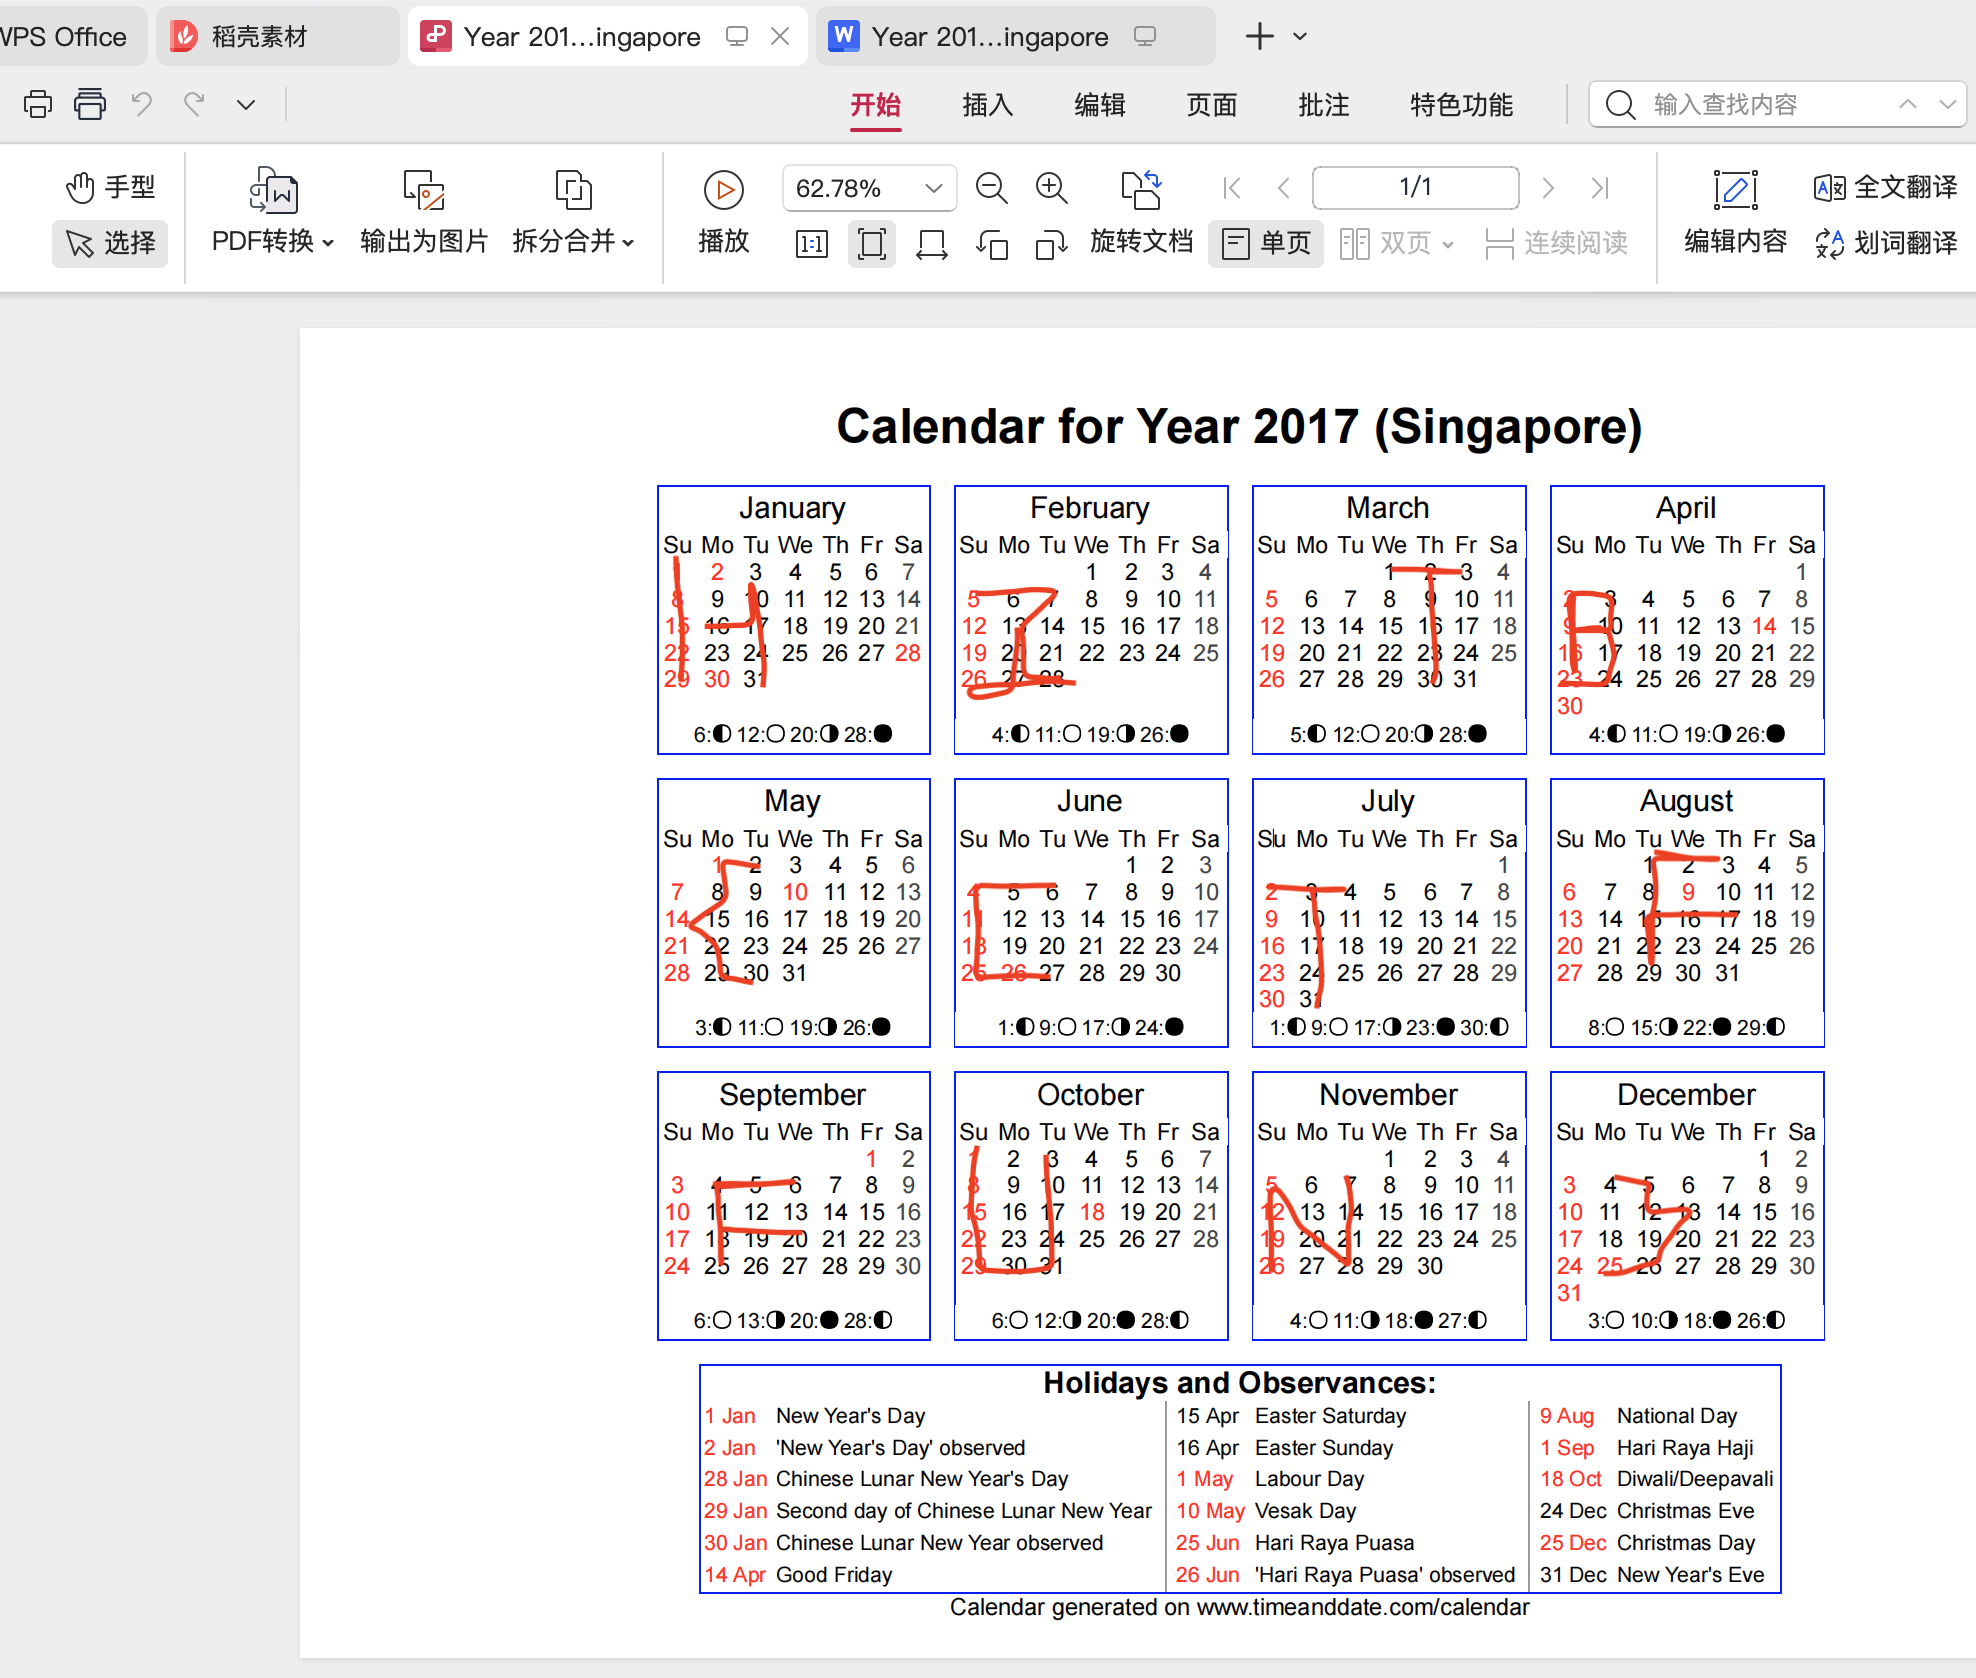 WPS Office 稻壳素材 Year 201...ingapore Year 201...ingapore
开始 插入 编辑 页面 批注 特色功能 输入查找内容
手型 62.78% 1/1 全文翻译
选择 PDF转换 输出为图片 拆分合并 播放 1:1 旋转文档 单页 双页 连续阅读 编辑内容 划词翻译
Calendar for Year 2017 (Singapore)
January
Su Mo Tu We Th Fr Sa
1 2 3 4 5 6 7
8 9 10 11 12 13 14
15 16 17 18 19 20 21
22 23 24 25 26 27 28
29 30 31
6: 12: 20: 28:
H
February
Su Mo Tu We Th Fr Sa
1 2 3 4
5 6 7 8 9 10 11
12 13 14 15 16 17 18
19 20 21 22 23 24 25
26 27 28
4: 11: 19: 26:
March
Su Mo Tu We Th Fr Sa
1 2 3 4
5 6 7 8 9 10 11
12 13 14 15 16 17 18
19 20 21 22 23 24 25
26 27 28 29 30 31
5: 12: 20: 28:
T
April
Su Mo Tu We Th Fr Sa
1
2 3 4 5 6 7 8
9 10 11 12 13 14 15
16 17 18 19 20 21 22
23 24 25 26 27 28 29
30
4: 11: 19: 26:
B
May
Su Mo Tu We Th Fr Sa
1 2 3 4 5 6
7 8 9 10 11 12 13
14 15 16 17 18 19 20
21 22 23 24 25 26 27
28 29 30 31
3: 11: 19: 26:
{
June
Su Mo Tu We Th Fr Sa
1 2 3
4 5 6 7 8 9 10
11 12 13 14 15 16 17
18 19 20 21 22 23 24
25 26 27 28 29 30
1: 9: 17: 24:
C
July
Su Mo Tu We Th Fr Sa
1
2 3 4 5 6 7 8
9 10 11 12 13 14 15
16 17 18 19 20 21 22
23 24 25 26 27 28 29
30 31
1: 9: 17: 23: 30:
T
August
Su Mo Tu We Th Fr Sa
1 2 3 4 5
6 7 8 9 10 11 12
13 14 15 16 17 18 19
20 21 22 23 24 25 26
27 28 29 30 31
8: 15: 22: 29:
F
September
Su Mo Tu We Th Fr Sa
1 2
3 4 5 6 7 8 9
10 11 12 13 14 15 16
17 18 19 20 21 22 23
24 25 26 27 28 29 30
6: 13: 20: 28:
F
October
Su Mo Tu We Th Fr Sa
1 2 3 4 5 6 7
8 9 10 11 12 13 14
15 16 17 18 19 20 21
22 23 24 25 26 27 28
29 30 31
6: 12: 20: 28:
U
November
Su Mo Tu We Th Fr Sa
1 2 3 4
5 6 7 8 9 10 11
12 13 14 15 16 17 18
19 20 21 22 23 24 25
26 27 28 29 30
4: 11: 18: 27:
N
December
Su Mo Tu We Th Fr Sa
1 2
3 4 5 6 7 8 9
10 11 12 13 14 15 16
17 18 19 20 21 22 23
24 25 26 27 28 29 30
31
3: 10: 18: 26:
}
Holidays and Observances:
1 Jan New Year's Day
2 Jan 'New Year's Day' observed
28 Jan Chinese Lunar New Year's Day
29 Jan Second day of Chinese Lunar New Year
30 Jan Chinese Lunar New Year observed
14 Apr Good Friday
15 Apr Easter Saturday
16 Apr Easter Sunday
1 May Labour Day
10 May Vesak Day
25 Jun Hari Raya Puasa
26 Jun 'Hari Raya Puasa' observed
9 Aug National Day
1 Sep Hari Raya Haji
18 Oct Diwali/Deepavali
24 Dec Christmas Eve
25 Dec Christmas Day
31 Dec New Year's Eve
Calendar generated on www.timeanddate.com/calendar